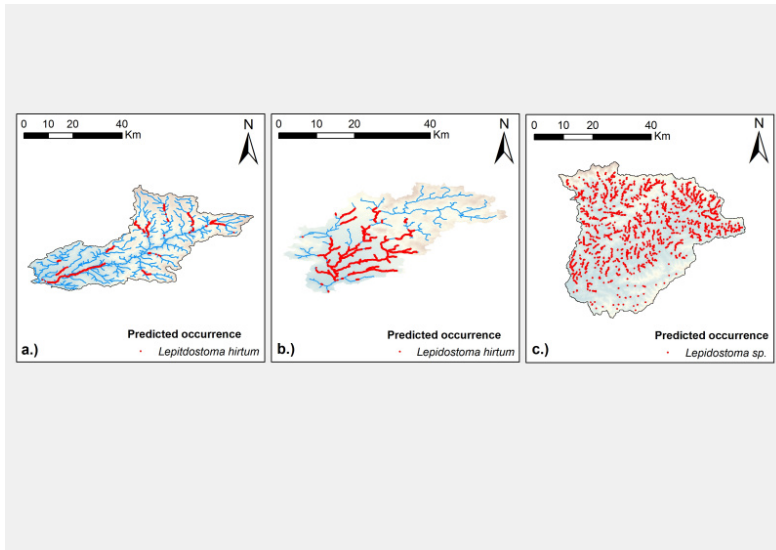 0 10 20 40
Km
N
Predicted occurrence
a.) Lepitdostoma hirtum
0 10 20 40
Km
N
Predicted occurrence
b.) Lepidostoma hirtum
0 10 20 40
Km
N
Predicted occurrence
c.) Lepidostoma sp.